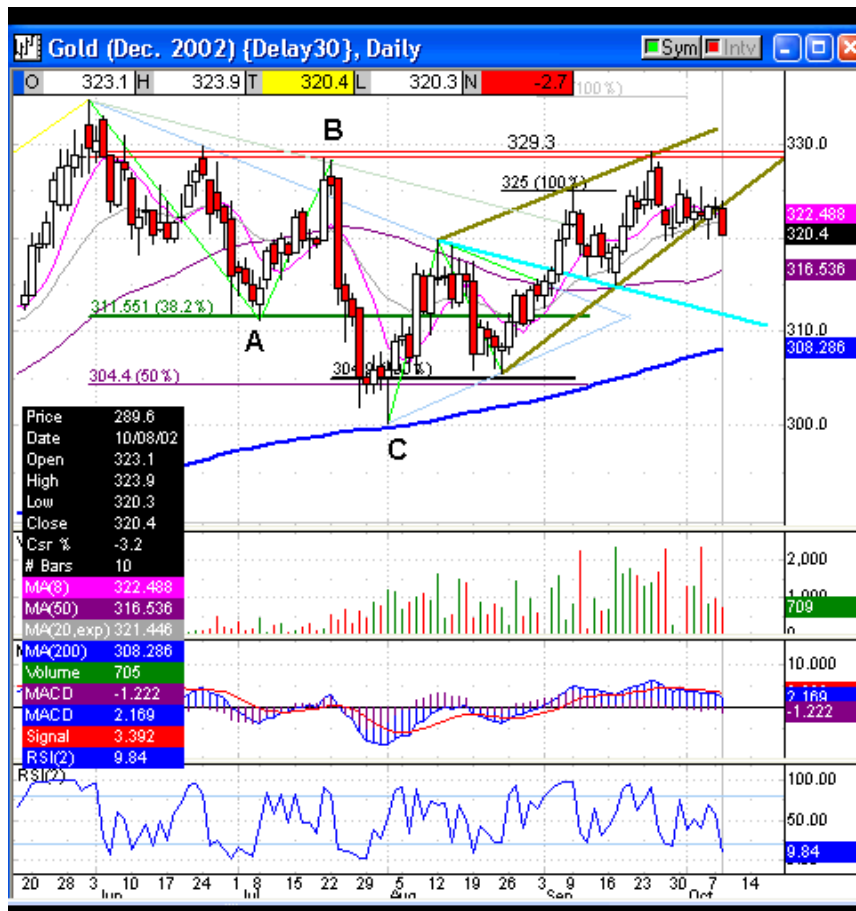 Gold (Dec. 2002) {Delay30}, Daily
Sym Intv
O 323.1 H 323.9 T 320.4 L 320.3 N -2.7
(100%)
B
329.3
330.0
325 (100%)
322.488
320.4
316.536
311.551 (38.2%)
310.0
A
308.286
304.4 (50%)
300.0
C
Price 289.6
Date 10/08/02
Open 323.1
High 323.9
Low 320.3
Close 320.4
Csr % -3.2
# Bars 10
MA(8) 322.488
MA(50) 316.536
MA(20,exp) 321.446
MA(200) 308.286
Volume 705
MACD -1.222
MACD 2.169
Signal 3.392
RSI(2) 9.84
2,000
709
10.000
2.169
-1.222
RSI(2)
100.00
50.00
9.84
20 28 3 10 17 24 1 8 15 22 29 5 12 19 26 3 9 16 23 30 7 14
Jun Jul Aug Sep Oct